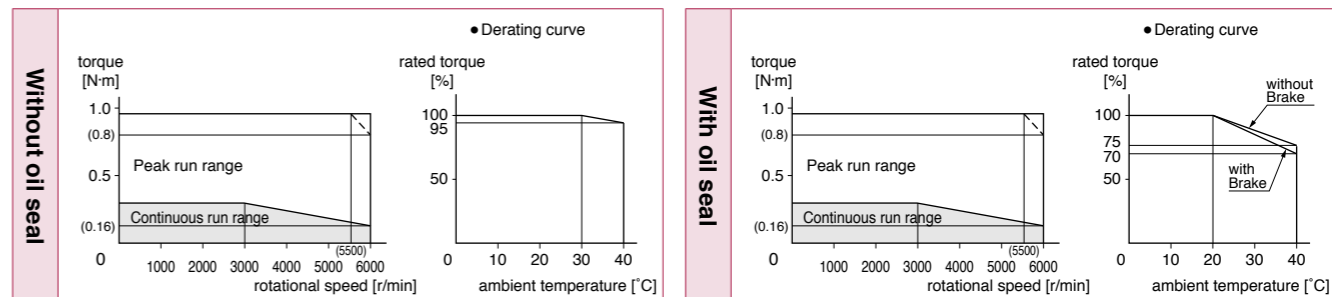 Without oil seal
● Derating curve
torque
[N·m]
1.0
(0.8)
Peak run range
0.5
Continuous run range
(0.16)
(5500)
0
1000 2000 3000 4000 5000 6000
rotational speed [r/min]
rated torque
[%]
100
95
50
0 10 20 30 40
ambient temperature [˚C]
With oil seal
● Derating curve
torque
[N·m]
1.0
(0.8)
Peak run range
0.5
Continuous run range
(0.16)
(5500)
0
1000 2000 3000 4000 5000 6000
rotational speed [r/min]
rated torque
[%]
without
Brake
100
75
70
with
Brake
50
0 10 20 30 40
ambient temperature [˚C]